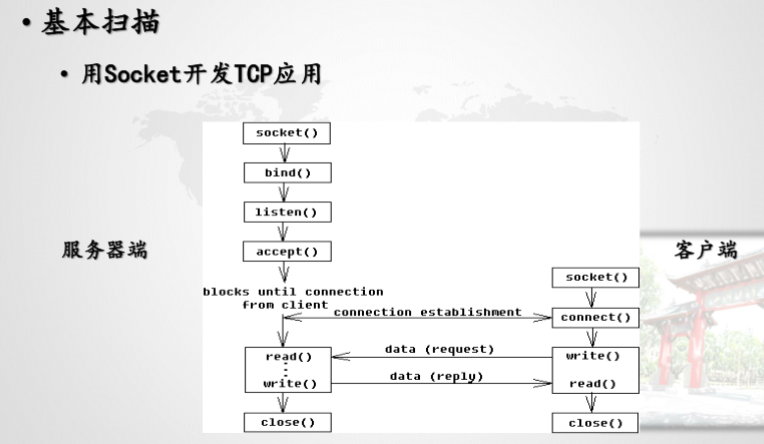 •基本扫描
•用Socket开发TCP应用
socket()
bind()
listen()
服务器端
accept()
客户端
blocks until connection
from client
socket()
connection establishment
connect()
read()
data (request)
write()
write()
data (reply)
read()
close()
close()